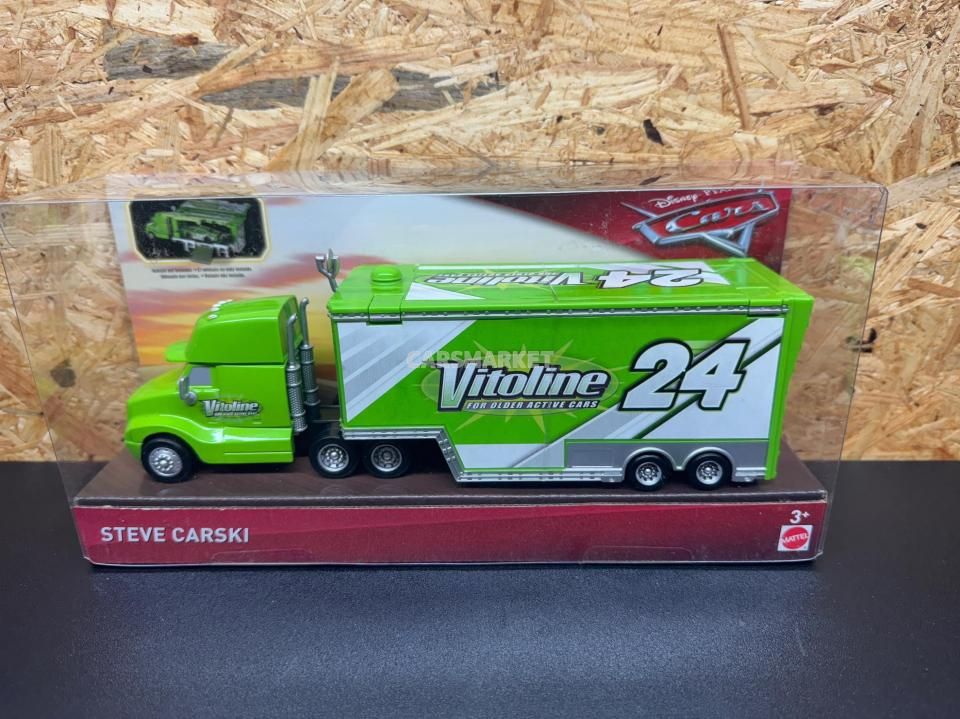 Disney PIXAR
Cars
24 Vitoline
CARSMARKET
Vitoline
FOR OLDER ACTIVE CARS
24
Vitoline
STEVE CARSKI
3+
MATTEL